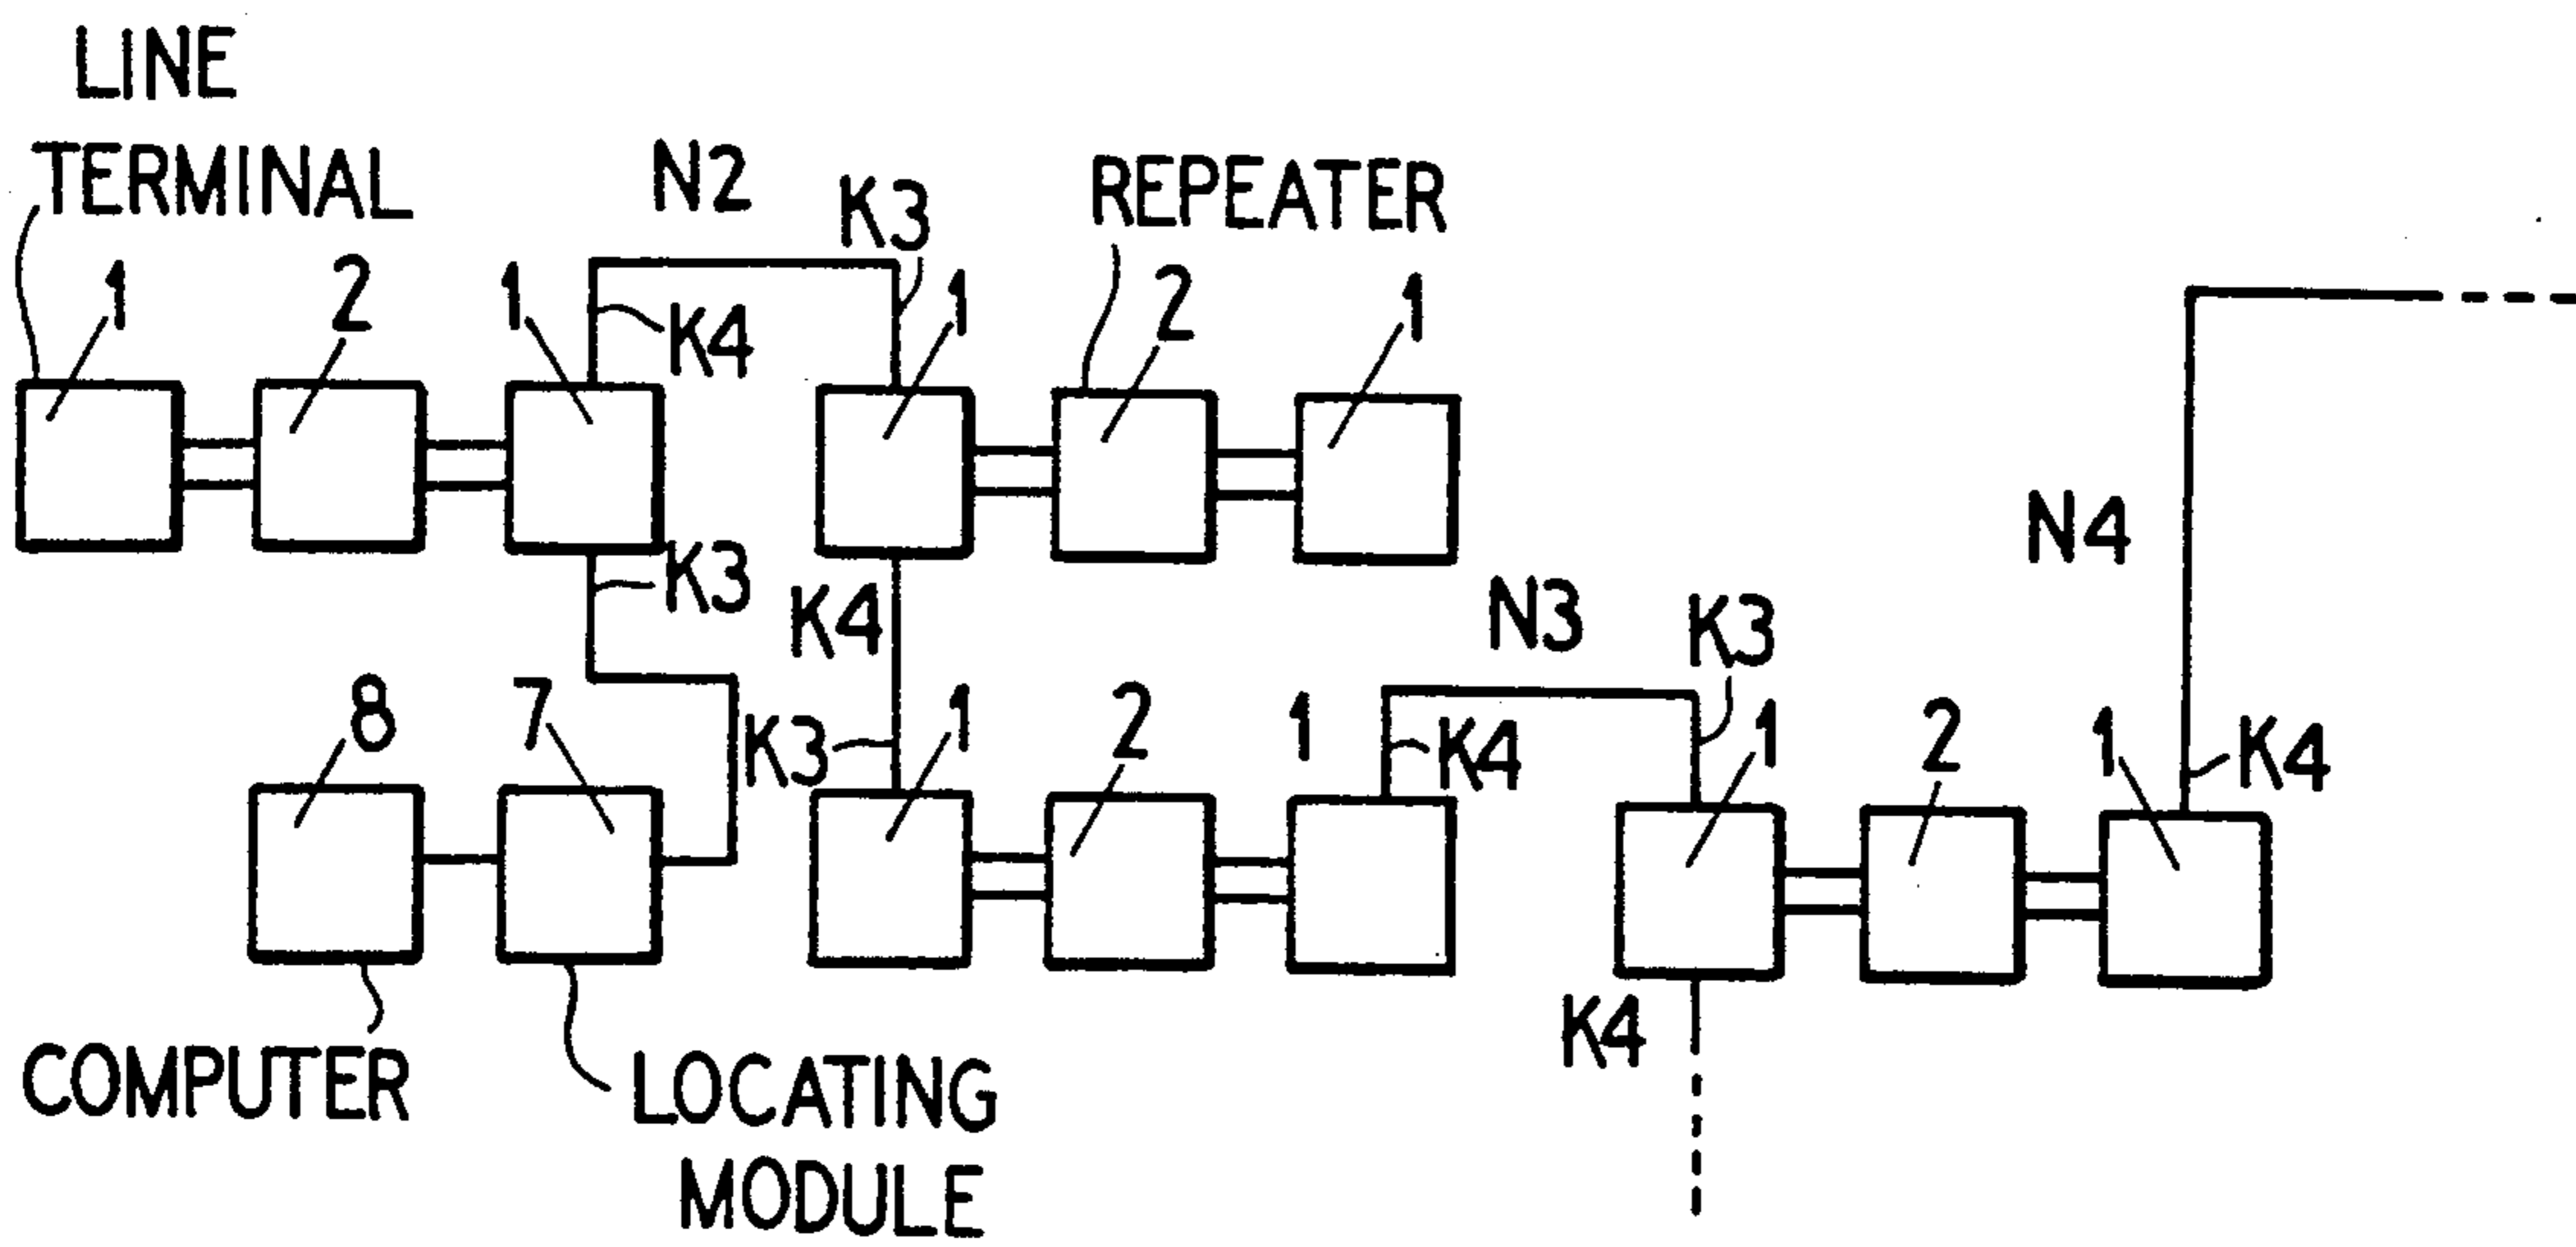 LINE
TERMINAL
N2
K3
REPEATER
1
2
1
K4
1
2
1
K3
K4
N3
K3
N4
8
7
K3
1
2
1
K4
1
2
1
K4
K4
COMPUTER
LOCATING
MODULE